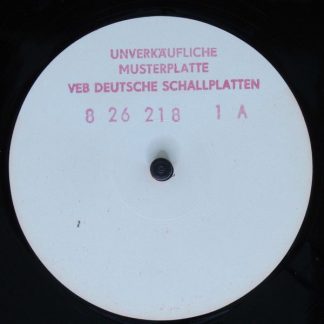 UNVERKÄUFLICHE
MUSTERPLATTE
VEB DEUTSCHE SCHALLPLATTEN
8 26 218 1 A